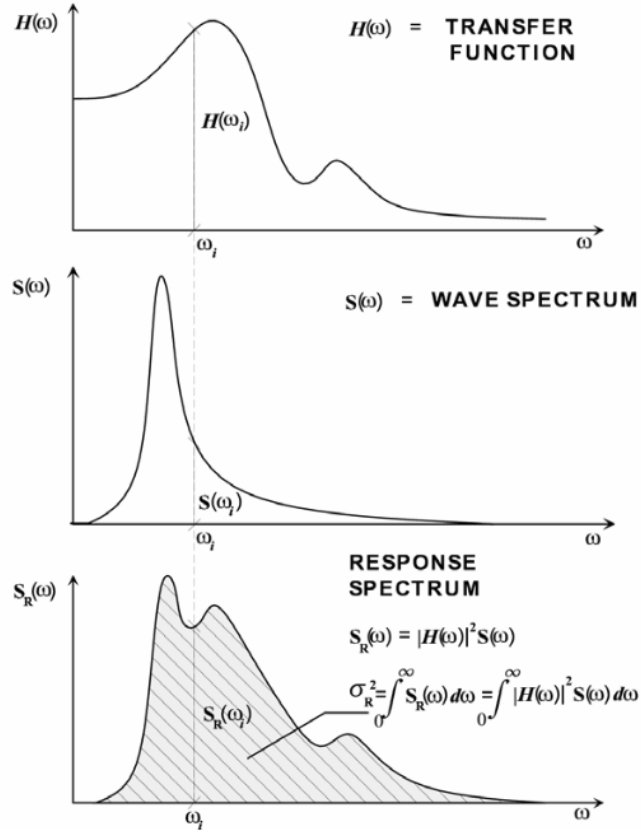 H(ω)
H(ω) = TRANSFER
FUNCTION
H(ωi)
ωi
ω
S(ω)
S(ω) = WAVE SPECTRUM
S(ωi)
ωi
ω
RESPONSE
SPECTRUM
SR(ω)
SR(ω) = |H(ω)|²S(ω)
σR² = ∫0∞ SR(ω) dω = ∫0∞ |H(ω)|² S(ω) dω
SR(ωi)
ωi